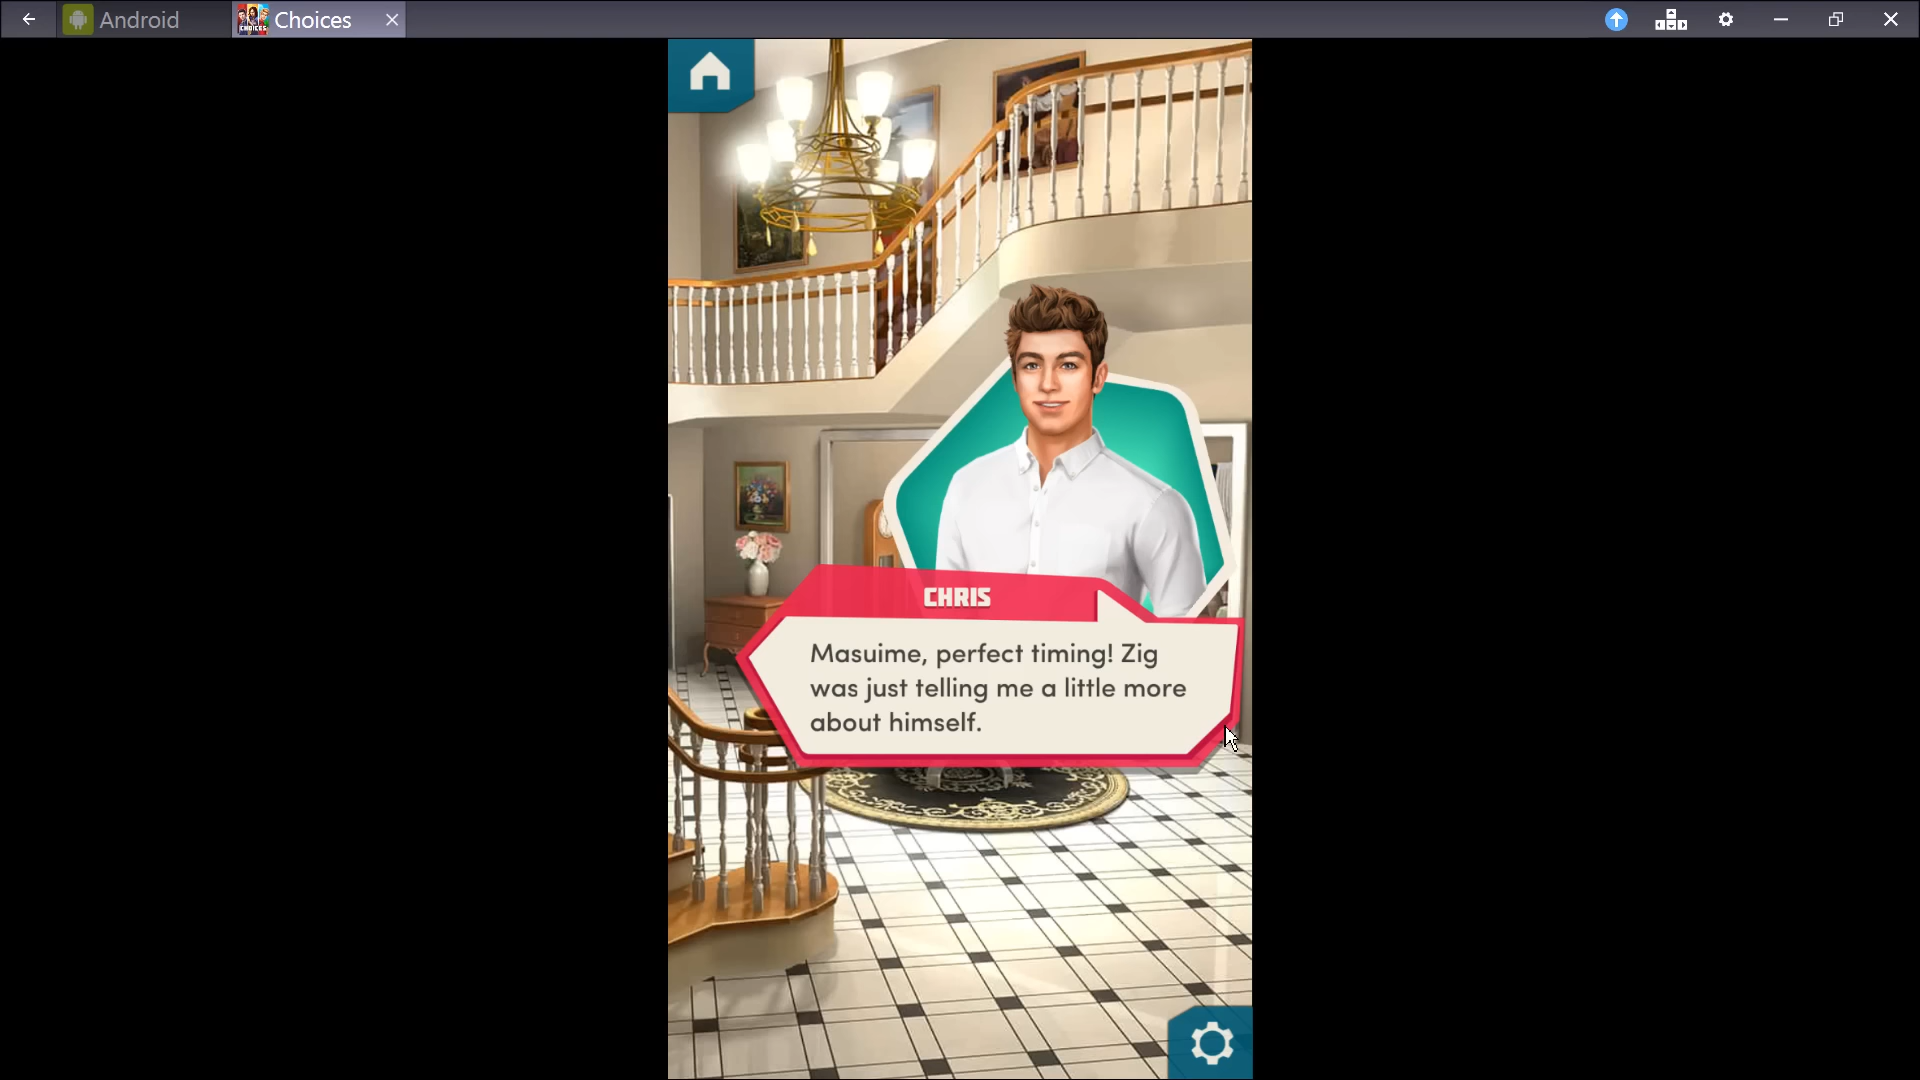 Android
Choices
CHRIS
Masuime, perfect timing! Zig
was just telling me a little more
about himself.